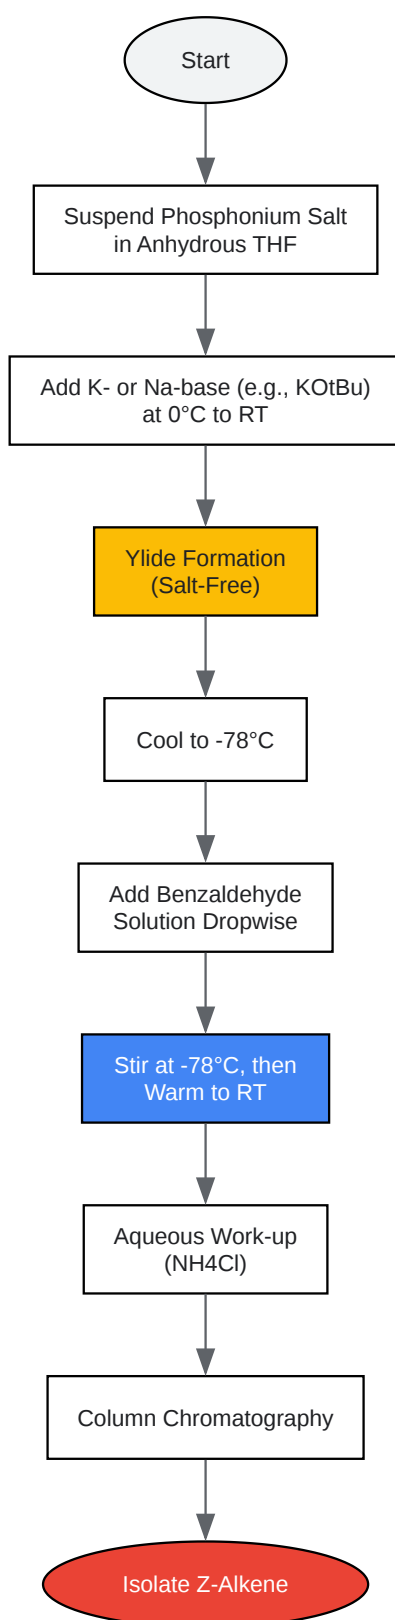 Start
Suspend Phosphonium Salt
in Anhydrous THF
Add K- or Na-base (e.g., KOtBu)
at 0°C to RT
Ylide Formation
(Salt-Free)
Cool to -78°C
Add Benzaldehyde
Solution Dropwise
Stir at -78°C, then
Warm to RT
Aqueous Work-up
(NH4Cl)
Column Chromatography
Isolate Z-Alkene